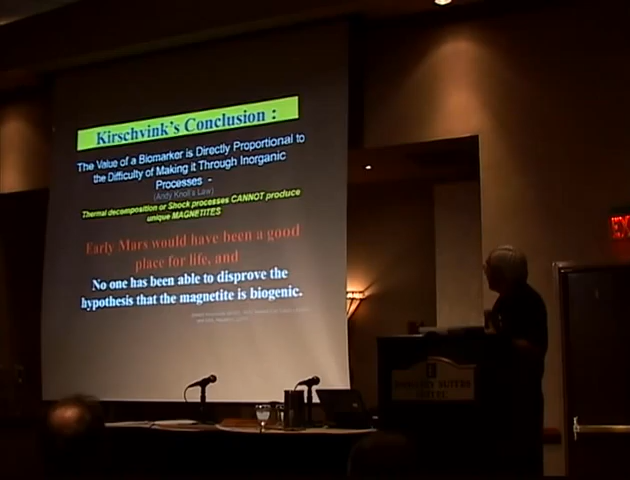 Kirschvink's Conclusion :
The Value of a Biomarker is Directly Proportional to
the Difficulty of Making it Through Inorganic
Processes -
(Andy Knoll's Law)
Thermal decomposition or Shock processes CANNOT produce
unique MAGNETITES
Early Mars would have been a good
place for life, and
No one has been able to disprove the
hypothesis that the magnetite is biogenic.
SUITES
HOTEL